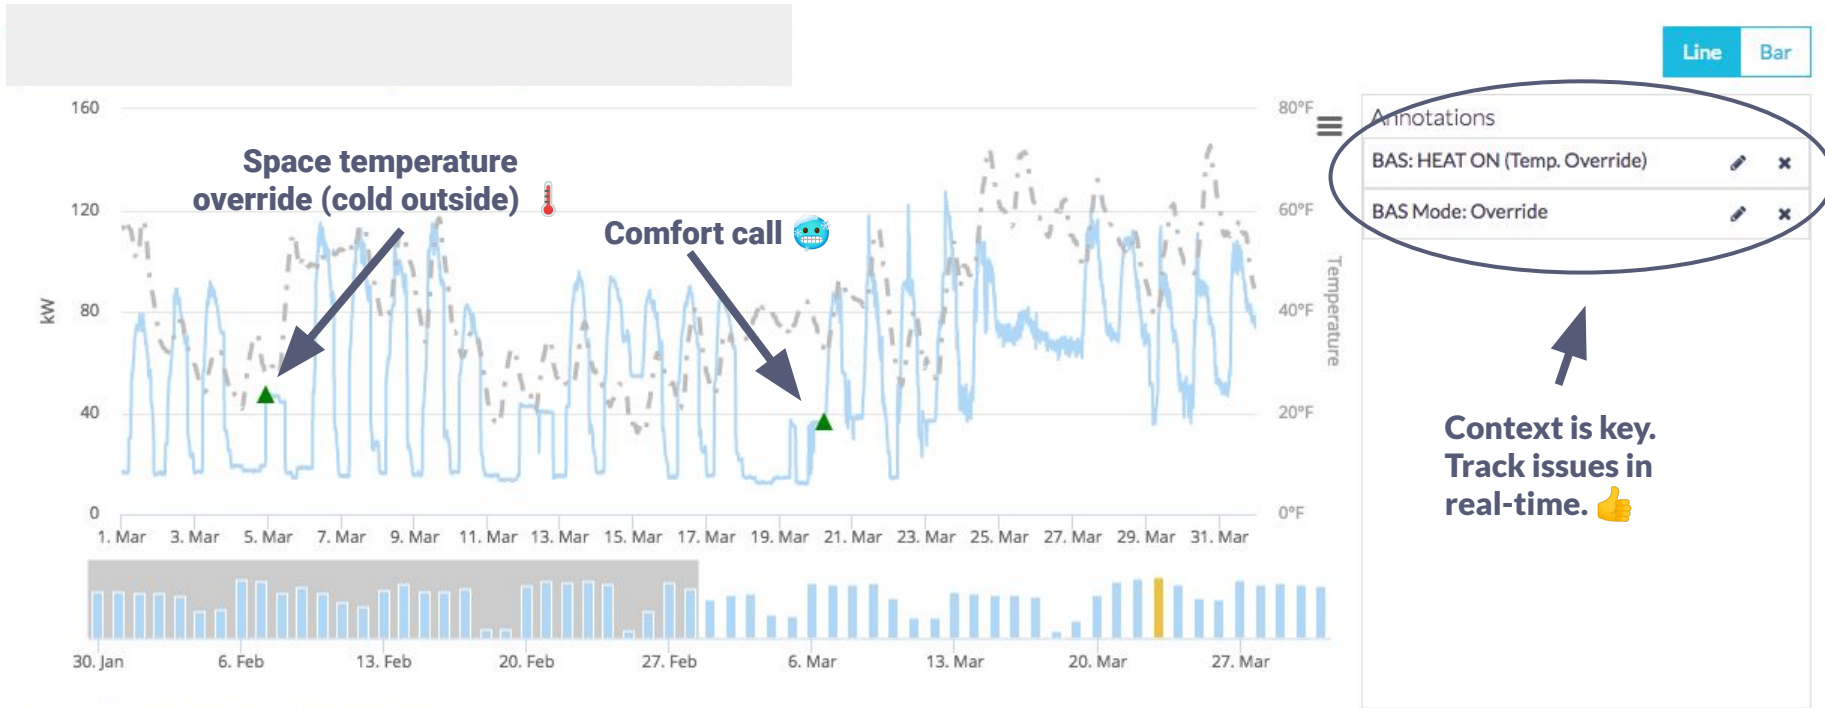 Line Bar
160
120
80
40
0
kW
80°F
60°F
40°F
20°F
0°F
Temperature
Space temperature
override (cold outside) 🌡️
Comfort call 🥶
1. Mar 3. Mar 5. Mar 7. Mar 9. Mar 11. Mar 13. Mar 15. Mar 17. Mar 19. Mar 21. Mar 23. Mar 25. Mar 27. Mar 29. Mar 31. Mar
30. Jan 6. Feb 13. Feb 20. Feb 27. Feb 6. Mar 13. Mar 20. Mar 27. Mar
Annotations
BAS: HEAT ON (Temp. Override)
BAS Mode: Override
Context is key.
Track issues in
real-time. 👍